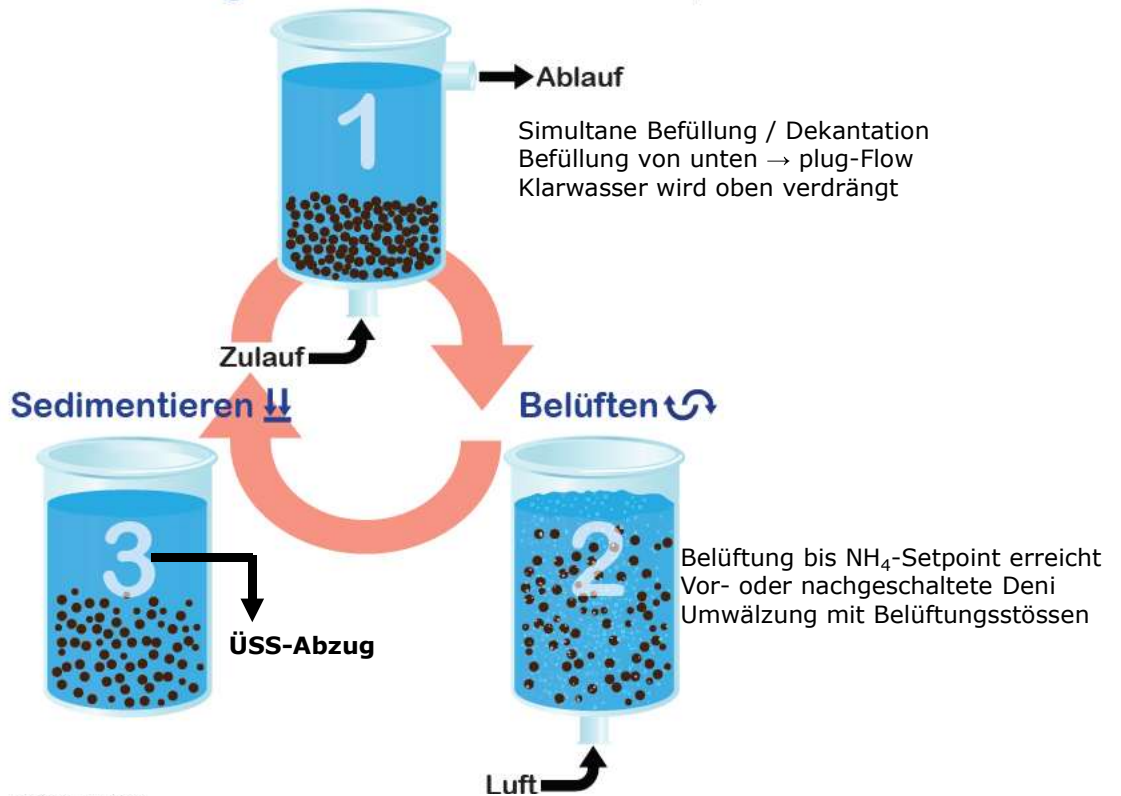 1
Ablauf
Simultane Befüllung / Dekantation
Befüllung von unten → plug-Flow
Klarwasser wird oben verdrängt
Zulauf
Sedimentieren
Belüften
3
2
ÜSS-Abzug
Belüftung bis NH₄-Setpoint erreicht
Vor- oder nachgeschaltete Deni
Umwälzung mit Belüftungsstössen
Luft